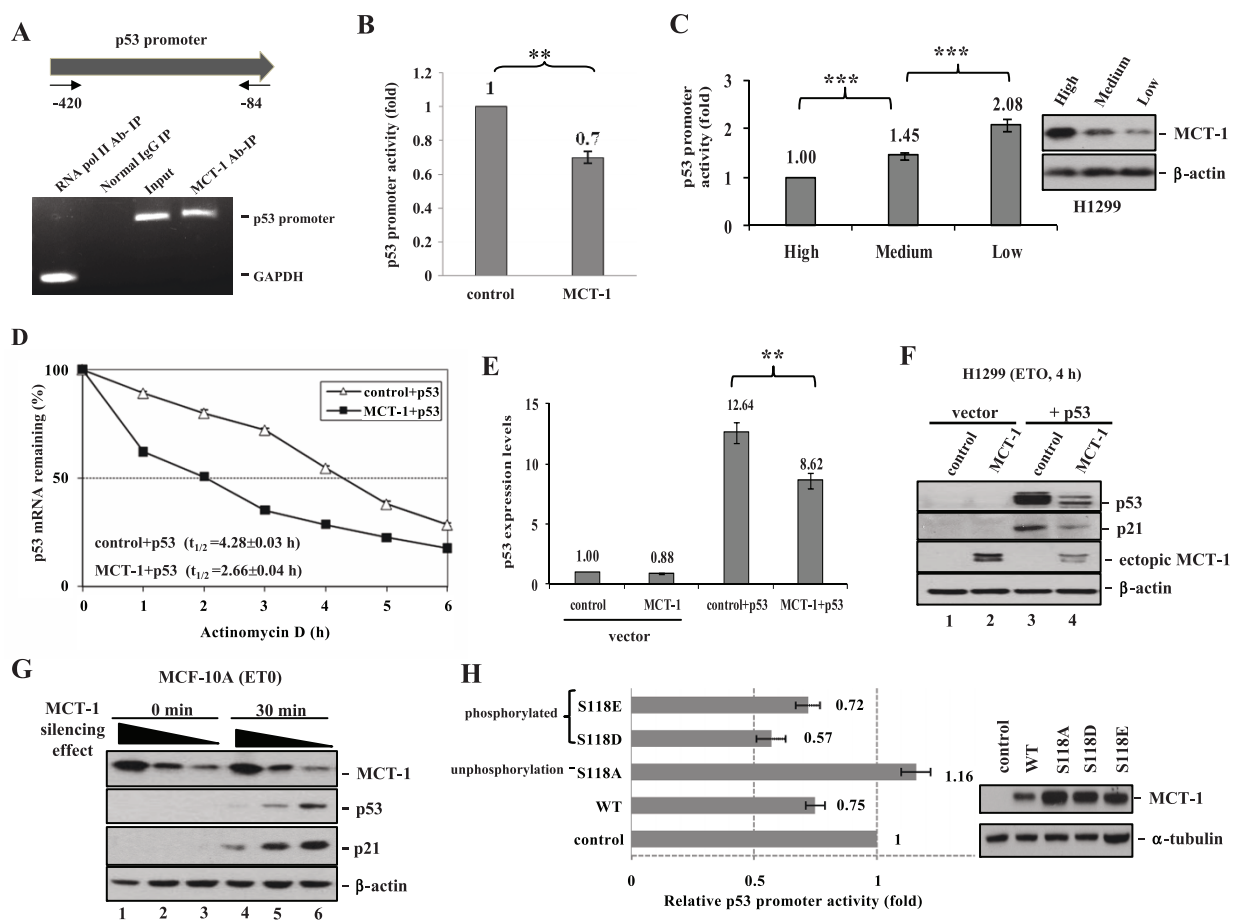 A
p53 promoter
-420
-84
RNA pol II Ab- IP
Normal IgG IP
Input
MCT-1 Ab-IP
p53 promoter
GAPDH
B
**
p53 promoter activity (fold)
1.2
1
0.8
0.6
0.4
0.2
0
1
0.7
control
MCT-1
C
***
***
p53 promoter
activity (fold)
3
2
1
0
1.00
1.45
2.08
High
Medium
Low
High
Medium
Low
MCT-1
β-actin
H1299
D
p53 mRNA remaining (%)
100
50
0
control+p53
MCT-1+p53
control+p53 (t1/2 =4.28±0.03 h)
MCT-1+p53 (t1/2 =2.66±0.04 h)
0 1 2 3 4 5 6
Actinomycin D (h)
E
**
p53 expression levels
15
10
5
0
1.00
0.88
12.64
8.62
control
MCT-1
control+p53
MCT-1+p53
vector
F
H1299 (ETO, 4 h)
vector
+ p53
control
MCT-1
control
MCT-1
p53
p21
ectopic MCT-1
β-actin
1 2 3 4
G
MCF-10A (ET0)
MCT-1
silencing
effect
0 min
30 min
MCT-1
p53
p21
β-actin
1 2 3 4 5 6
H
phosphorylated
unphosphorylation
S118E
S118D
S118A
WT
control
0.72
0.57
1.16
0.75
1
0 0.5 1
Relative p53 promoter activity (fold)
control
WT
S118A
S118D
S118E
MCT-1
α-tubulin